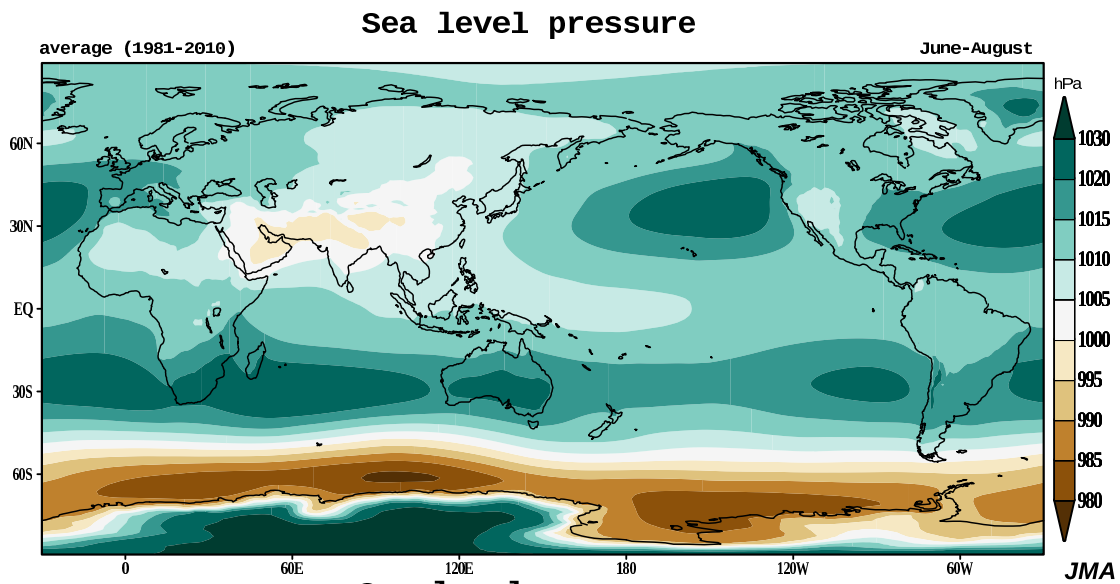 Sea level pressure
average (1981-2010) June-August
hPa
1030
1020
1015
1010
1005
1000
995
990
985
980
60N
30N
EQ
30S
60S
0 60E 120E 180 120W 60W
JMA